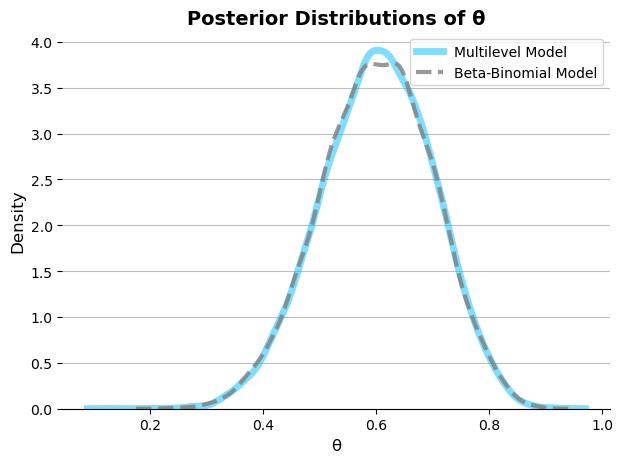 Posterior Distributions of θ
Multilevel Model
Beta-Binomial Model
Density
4.0
3.5
3.0
2.5
2.0
1.5
1.0
0.5
0.0
0.2 0.4 0.6 0.8 1.0
θ